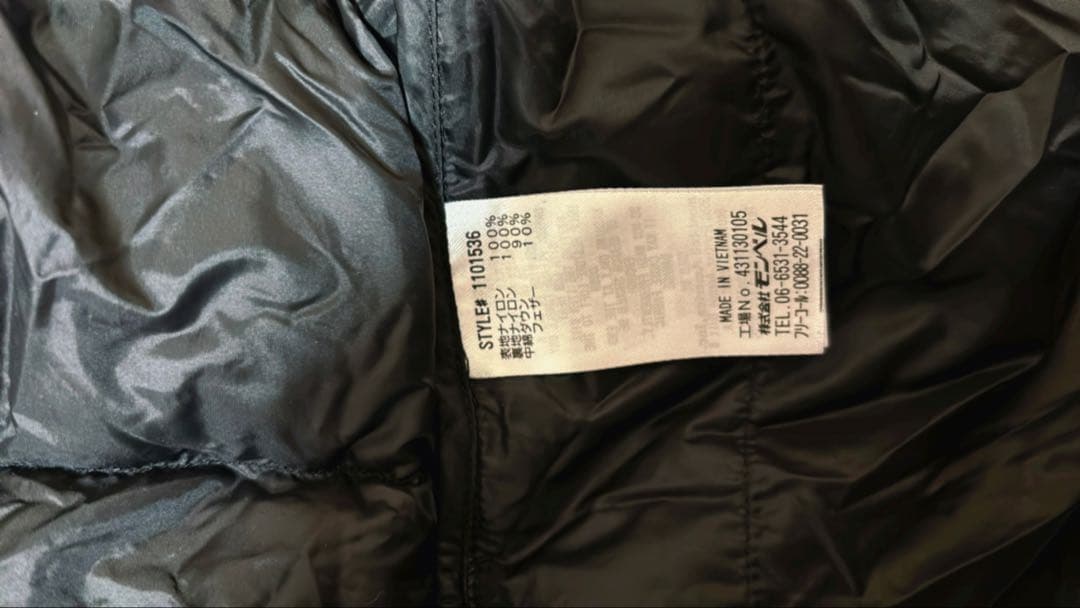 STYLE# 1101536
表地ナイロン 100%
裏地ナイロン 100%
中綿ダウン 90%
フェザー 10%
MADE IN VIETNAM
工場No. 431130105
株式会社モンベル
TEL. 06-6531-3544
フリーコール:0088-22-0031